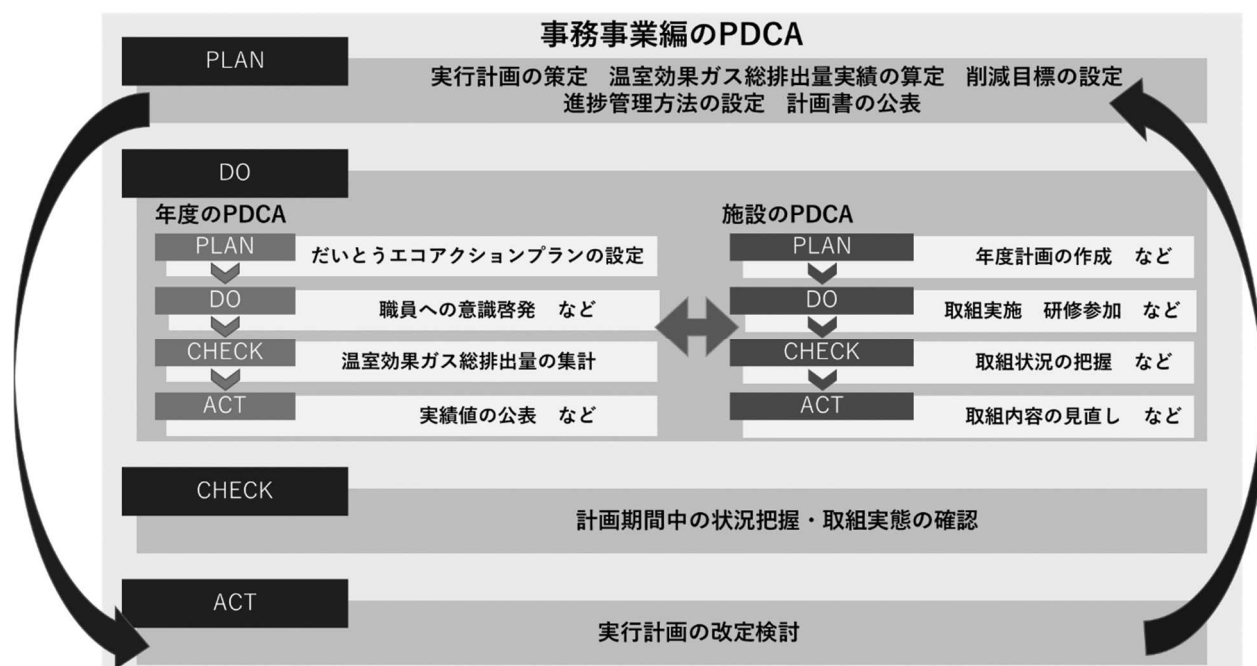 事務事業編のPDCA
PLAN
実行計画の策定　温室効果ガス総排出量実績の算定　削減目標の設定
進捗管理方法の設定　計画書の公表
DO
年度のPDCA
PLAN
だいとうエコアクションプランの設定
DO
職員への意識啓発　など
CHECK
温室効果ガス総排出量の集計
ACT
実績値の公表　など
施設のPDCA
PLAN
年度計画の作成　など
DO
取組実施　研修参加　など
CHECK
取組状況の把握　など
ACT
取組内容の見直し　など
CHECK
計画期間中の状況把握・取組実態の確認
ACT
実行計画の改定検討